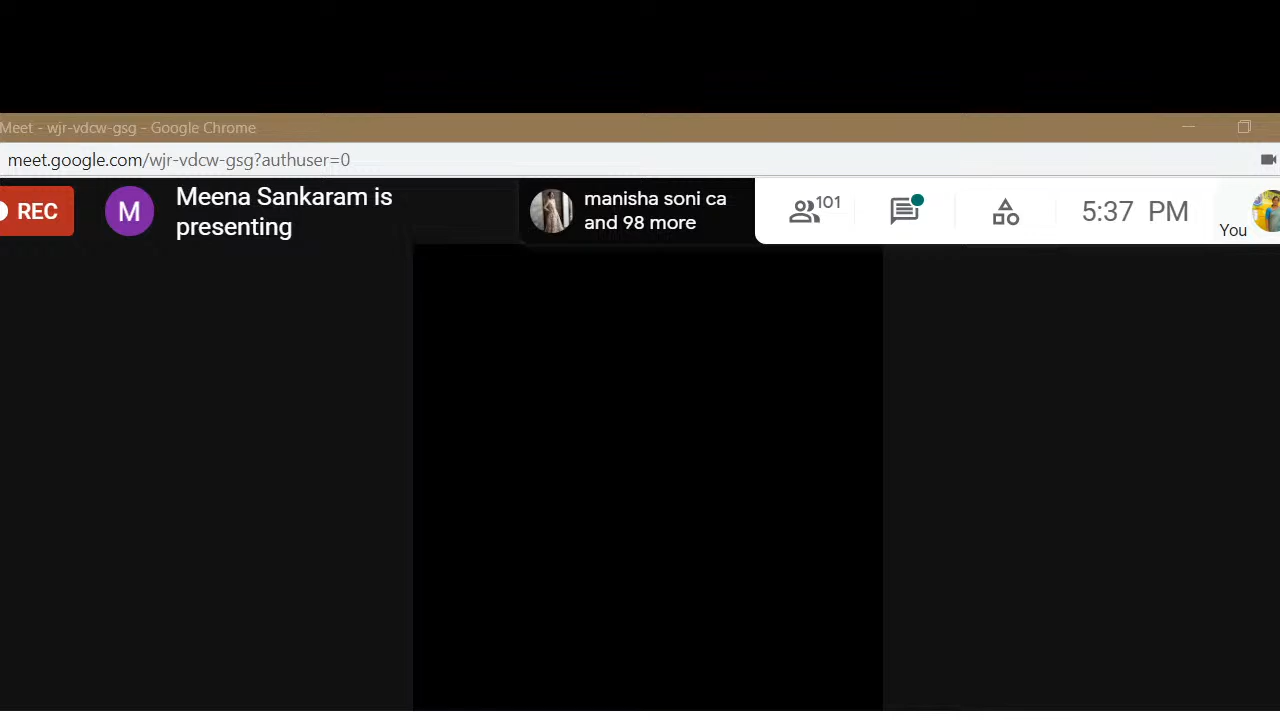 Meet - wjr-vdcw-gsg - Google Chrome
meet.google.com/wjr-vdcw-gsg?authuser=0
REC
M
Meena Sankaram is
presenting
manisha soni ca
and 98 more
101
5:37 PM
You